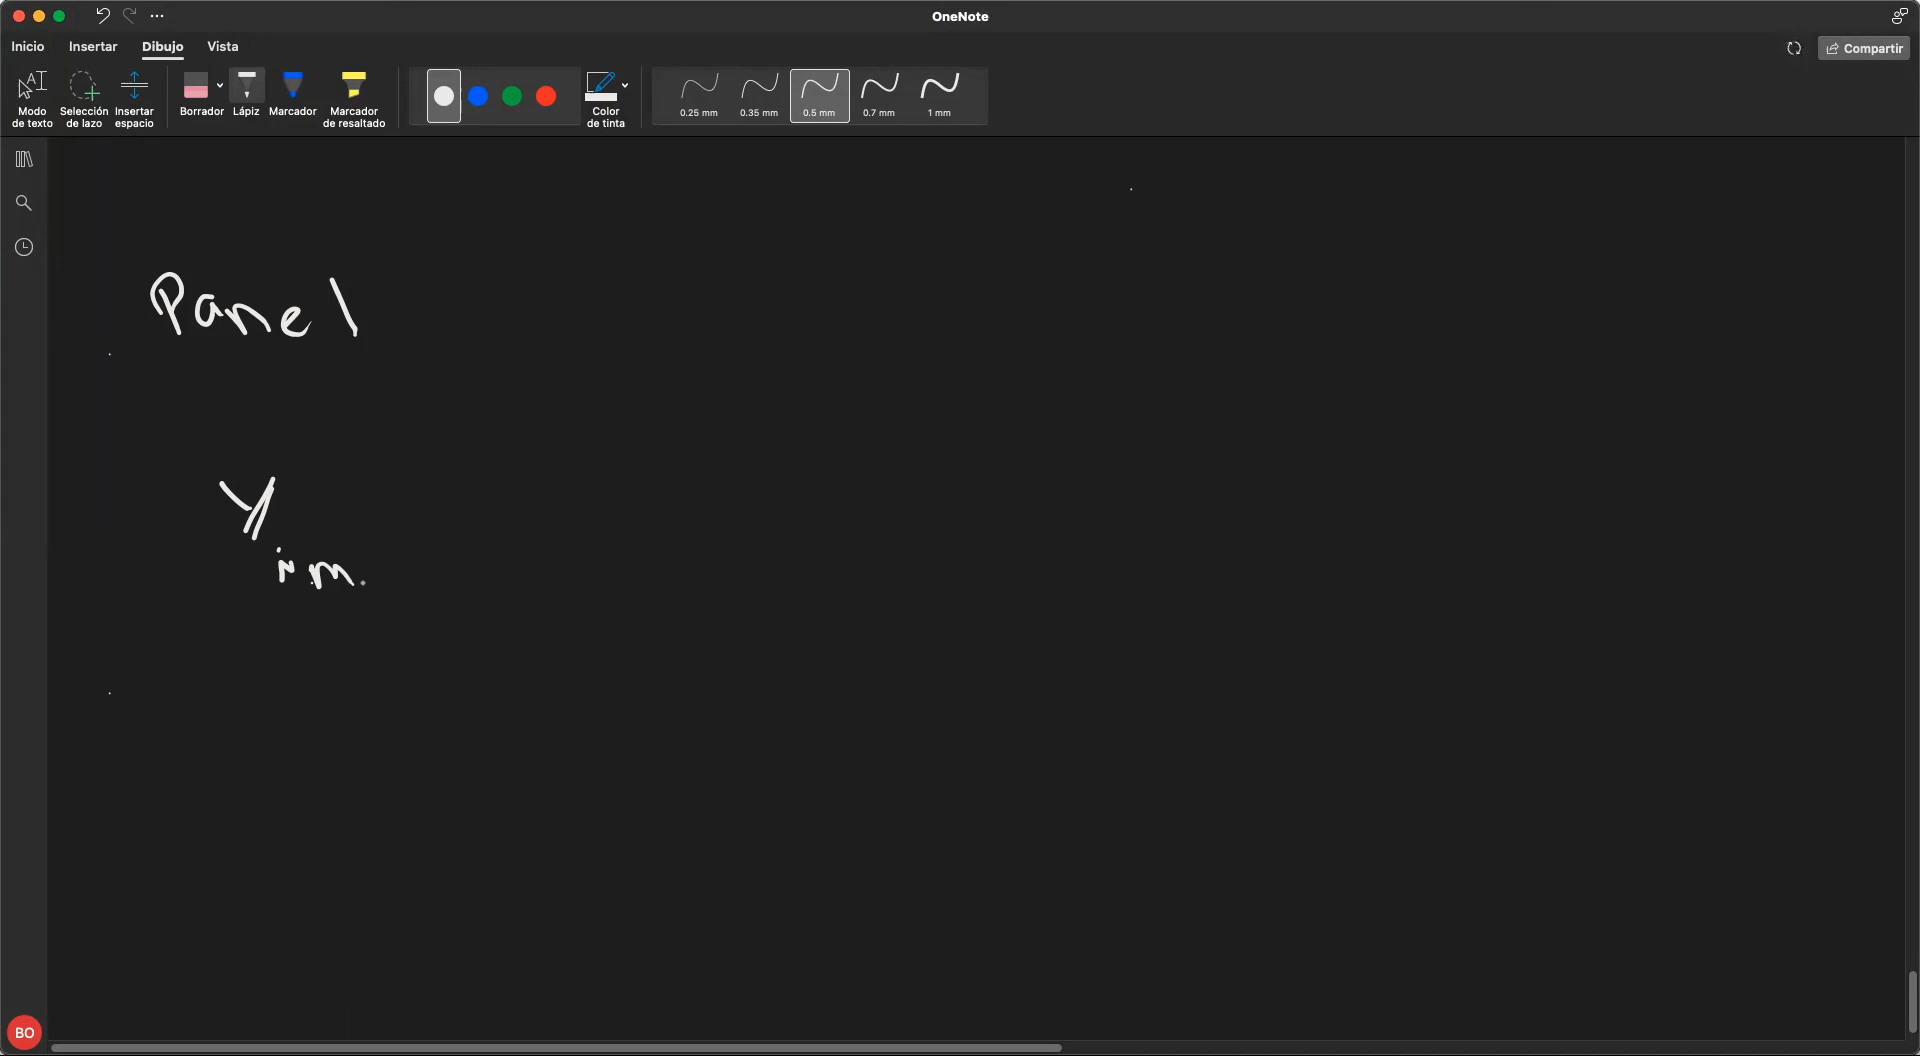 OneNote
Inicio Insertar Dibujo Vista
Compartir
Modo de texto
Selección de lazo
Insertar espacio
Borrador
Lápiz
Marcador
Marcador de resaltado
Color de tinta
0.25 mm
0.35 mm
0.5 mm
0.7 mm
1 mm
Panel
Y
im
BO